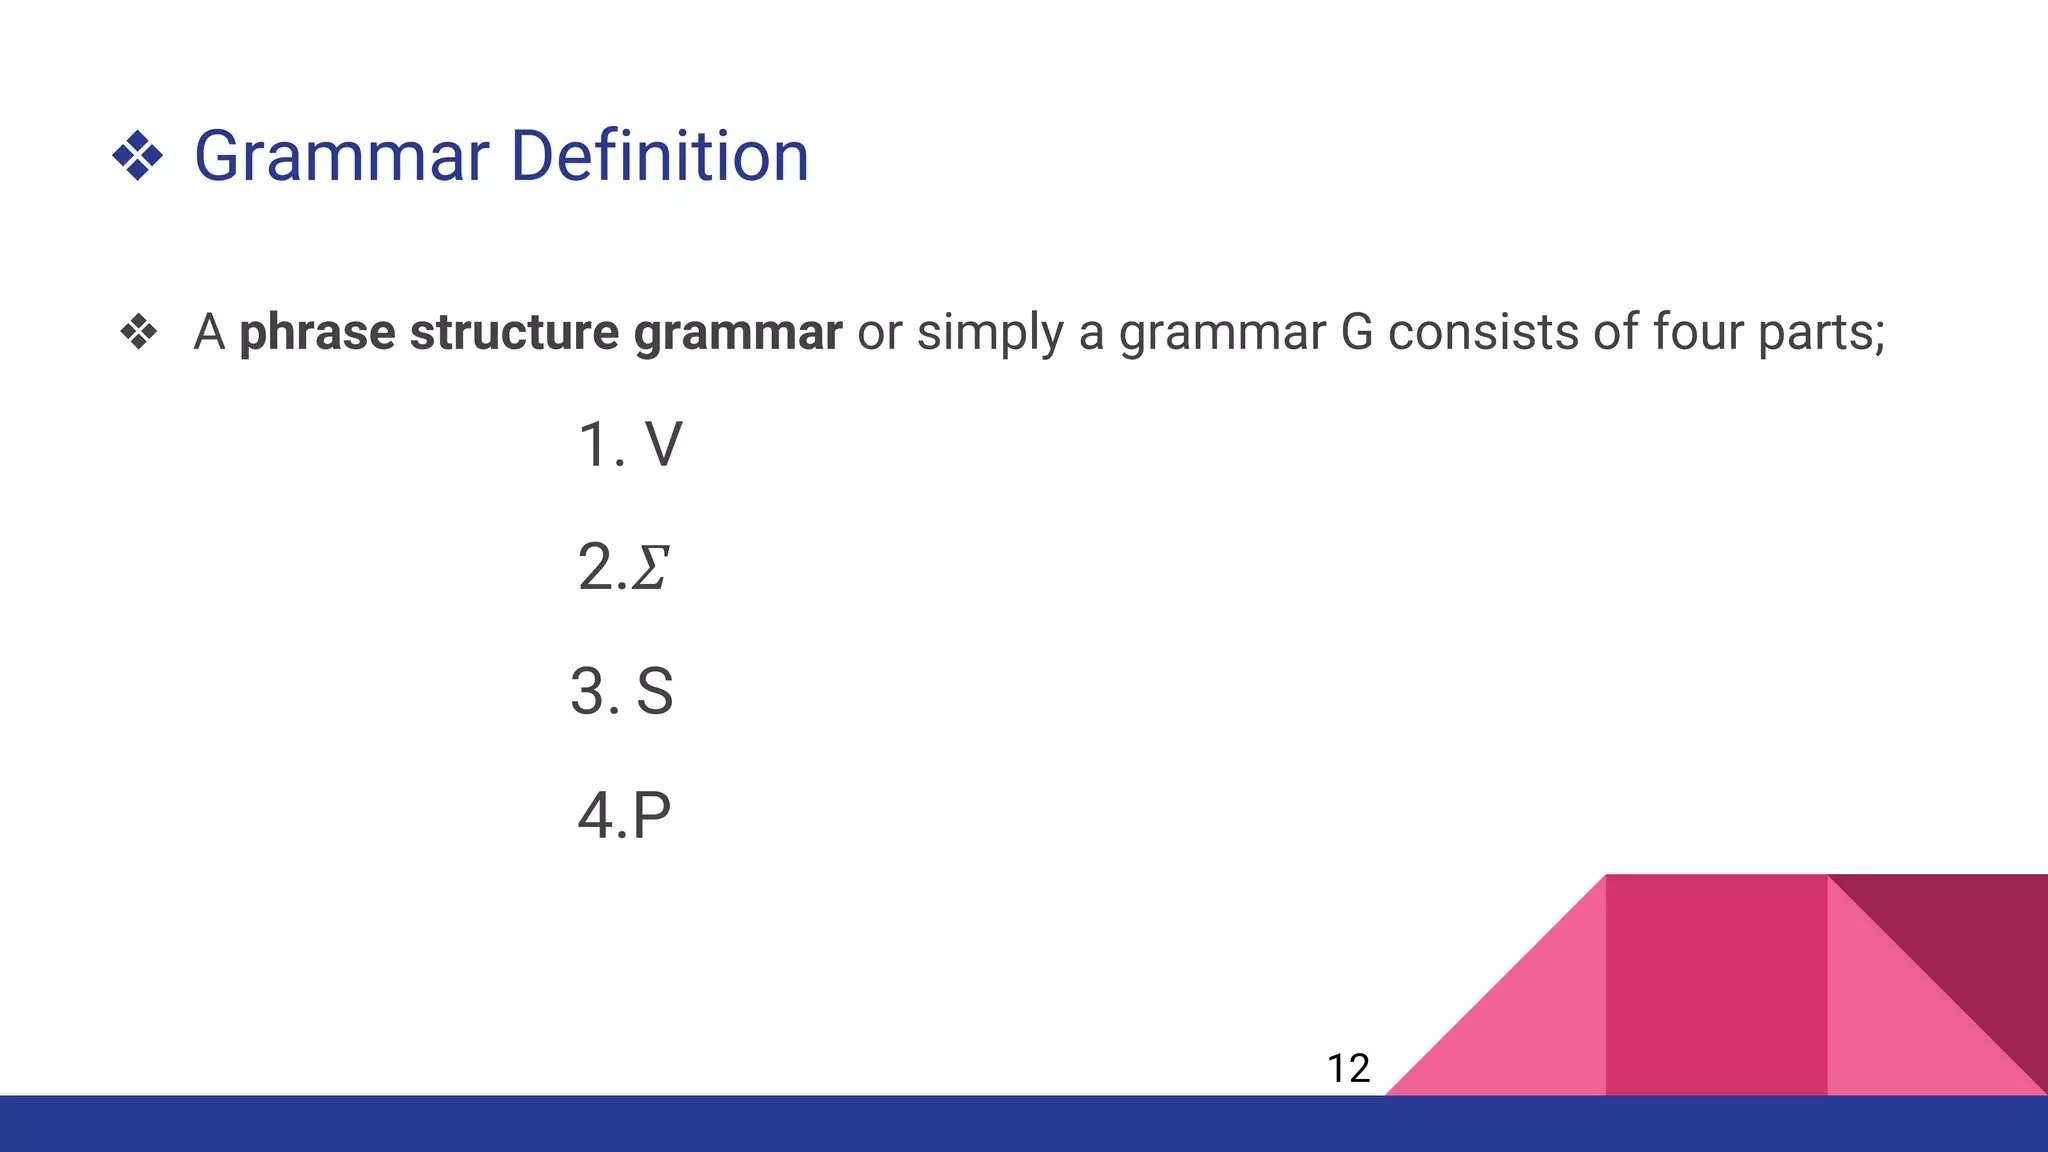 ❖ Grammar Definition
❖ A phrase structure grammar or simply a grammar G consists of four parts;
1. V
2.𝛴
3. S
4.P
12